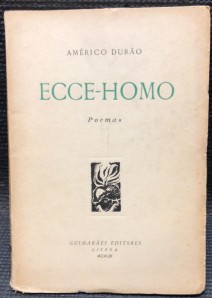 AMÉRICO DURÃO
ECCE-HOMO
Poemas
GUIMARÃES EDITORES
LISBOA